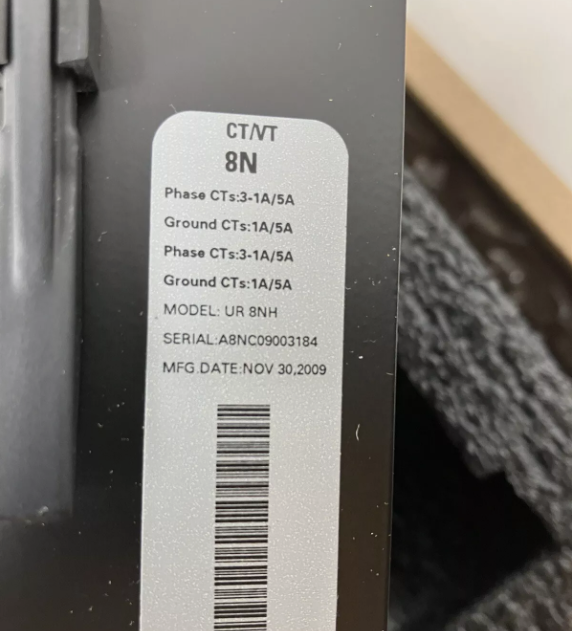 CT/VT
8N
Phase CTs:3-1A/5A
Ground CTs:1A/5A
Phase CTs:3-1A/5A
Ground CTs:1A/5A
MODEL: UR 8NH
SERIAL:A8NC09003184
MFG.DATE:NOV 30,2009